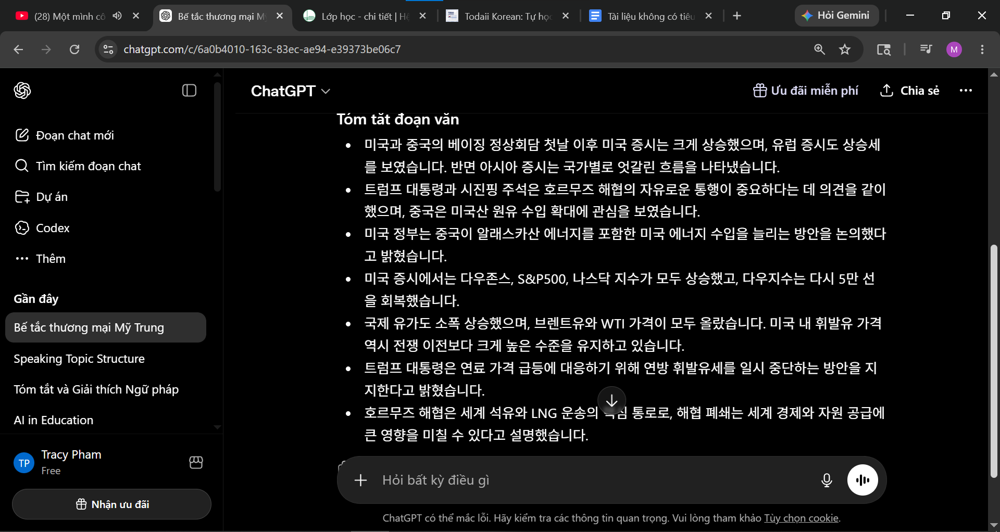 (28) Một mình cô
Bế tắc thương mại M
Lớp học - chi tiết | H
Todaii Korean: Tự học
Tài liệu không có tiêu
Hỏi Gemini
chatgpt.com/c/6a0b4010-163c-83ec-ae94-e39373be06c7
M
ChatGPT
Ưu đãi miễn phí
Chia sẻ
Đoạn chat mới
Tìm kiếm đoạn chat
Dự án
Codex
Thêm
Gần đây
Bế tắc thương mại Mỹ Trung
Speaking Topic Structure
Tóm tắt và Giải thích Ngữ pháp
AI in Education
TP
Tracy Pham
Free
Nhận ưu đãi
Tóm tắt đoạn văn
미국과 중국의 베이징 정상회담 첫날 이후 미국 증시는 크게 상승했으며, 유럽 증시도 상승세
를 보였습니다. 반면 아시아 증시는 국가별로 엇갈린 흐름을 나타냈습니다.
트럼프 대통령과 시진핑 주석은 호르무즈 해협의 자유로운 통행이 중요하다는 데 의견을 같이
했으며, 중국은 미국산 원유 수입 확대에 관심을 보였습니다.
미국 정부는 중국이 알래스카산 에너지를 포함한 미국 에너지 수입을 늘리는 방안을 논의했다
고 밝혔습니다.
미국 증시에서는 다우존스, S&P500, 나스닥 지수가 모두 상승했고, 다우지수는 다시 5만 선
을 회복했습니다.
국제 유가도 소폭 상승했으며, 브렌트유와 WTI 가격이 모두 올랐습니다. 미국 내 휘발유 가격
역시 전쟁 이전보다 크게 높은 수준을 유지하고 있습니다.
트럼프 대통령은 연료 가격 급등에 대응하기 위해 연방 휘발유세를 일시 중단하는 방안을 지
지한다고 밝혔습니다.
호르무즈 해협은 세계 석유와 LNG 운송의 통로로, 해협 폐쇄는 세계 경제와 자원 공급에
큰 영향을 미칠 수 있다고 설명했습니다.
Hỏi bất kỳ điều gì
ChatGPT có thể mắc lỗi. Hãy kiểm tra các thông tin quan trọng. Vui lòng tham khảo Tùy chọn cookie.